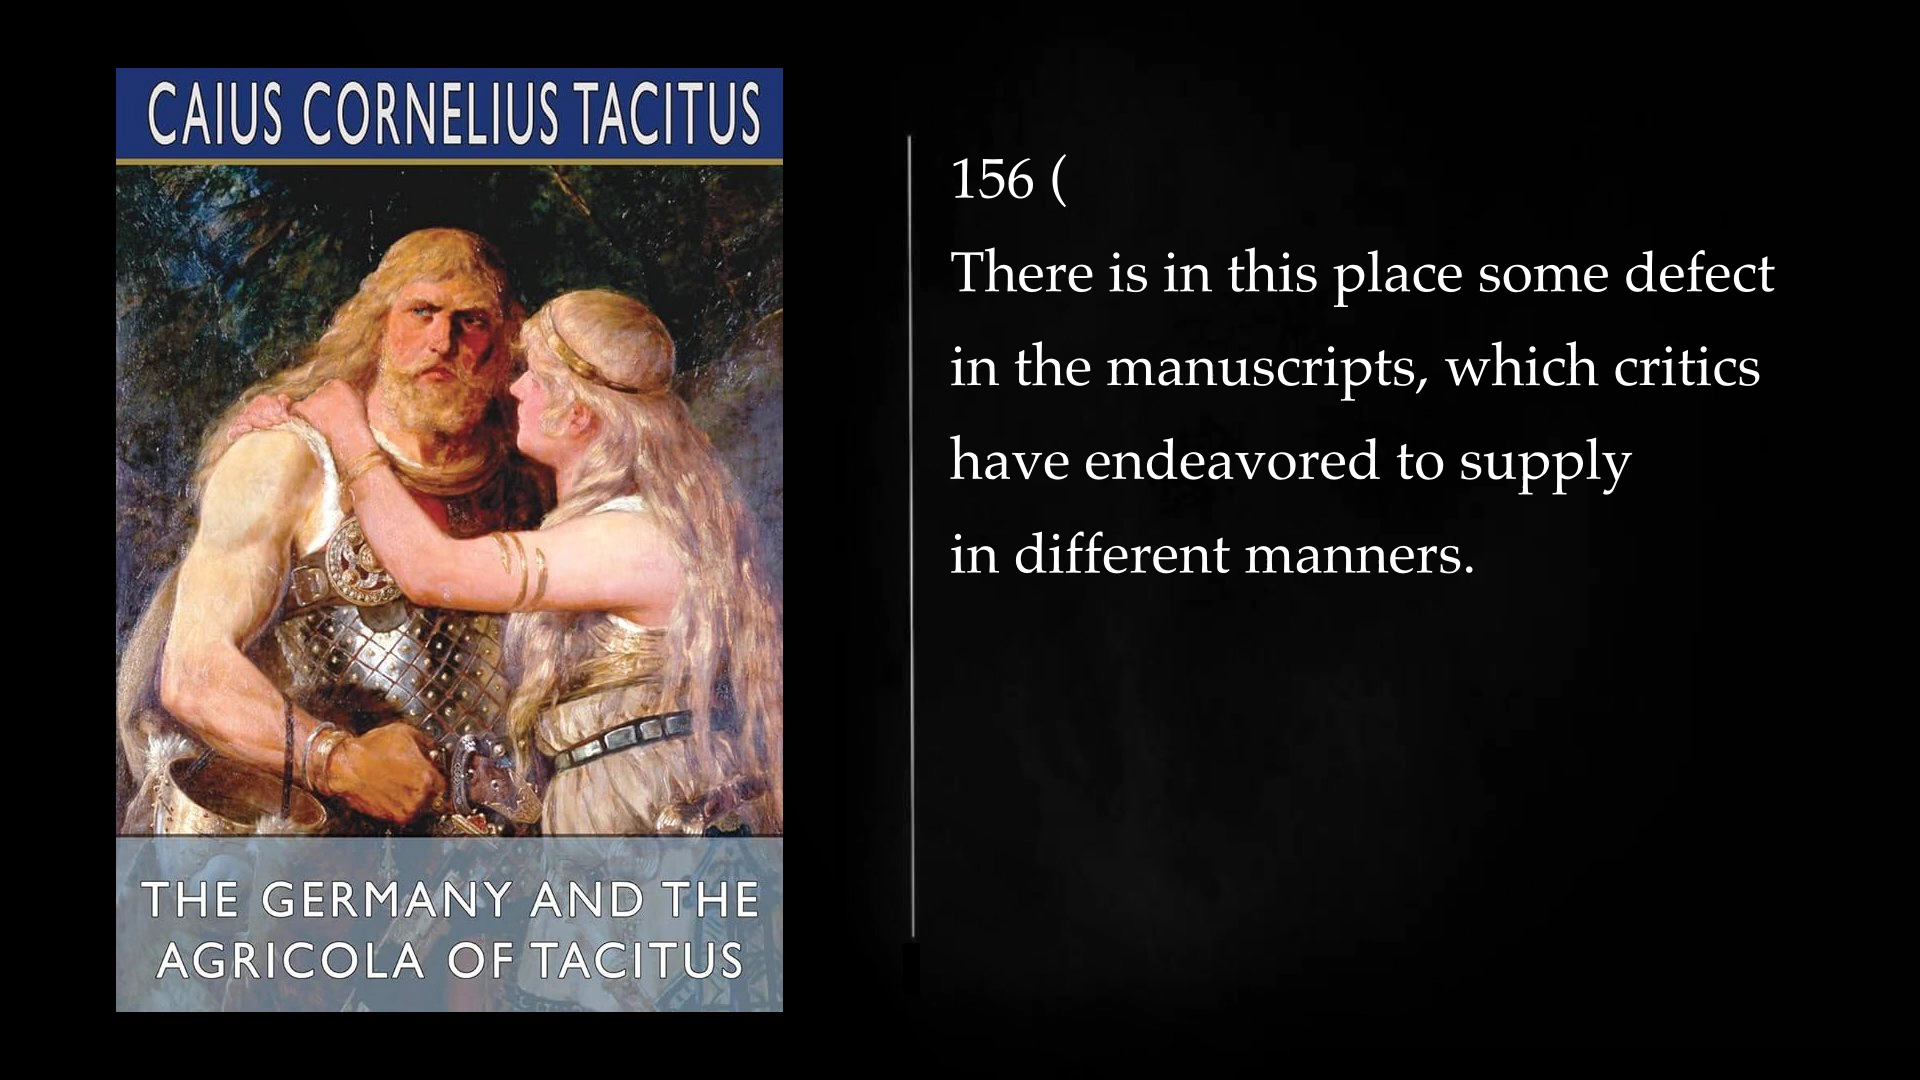 CAIUS CORNELIUS TACITUS
THE GERMANY AND THE
AGRICOLA OF TACITUS
156 (
There is in this place some defect
in the manuscripts, which critics
have endeavored to supply
in different manners.